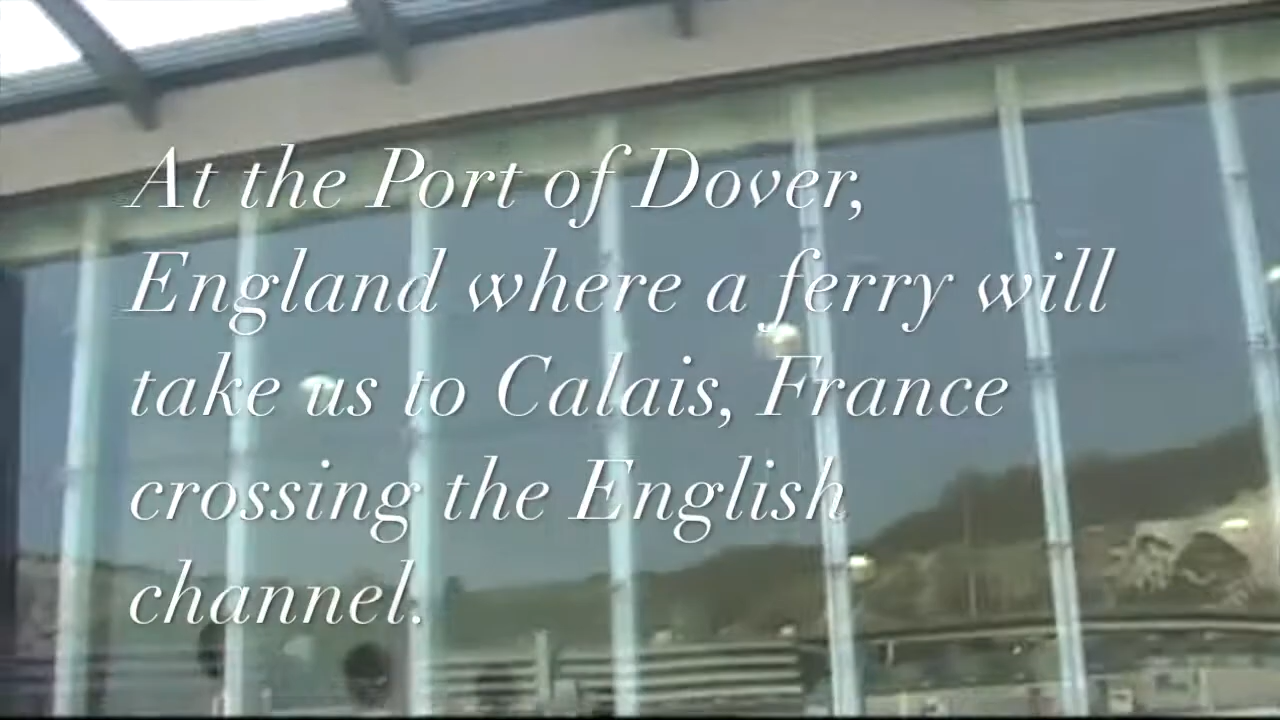 At the Port of Dover,
England where a ferry will
take us to Calais, France
crossing the English
channel.